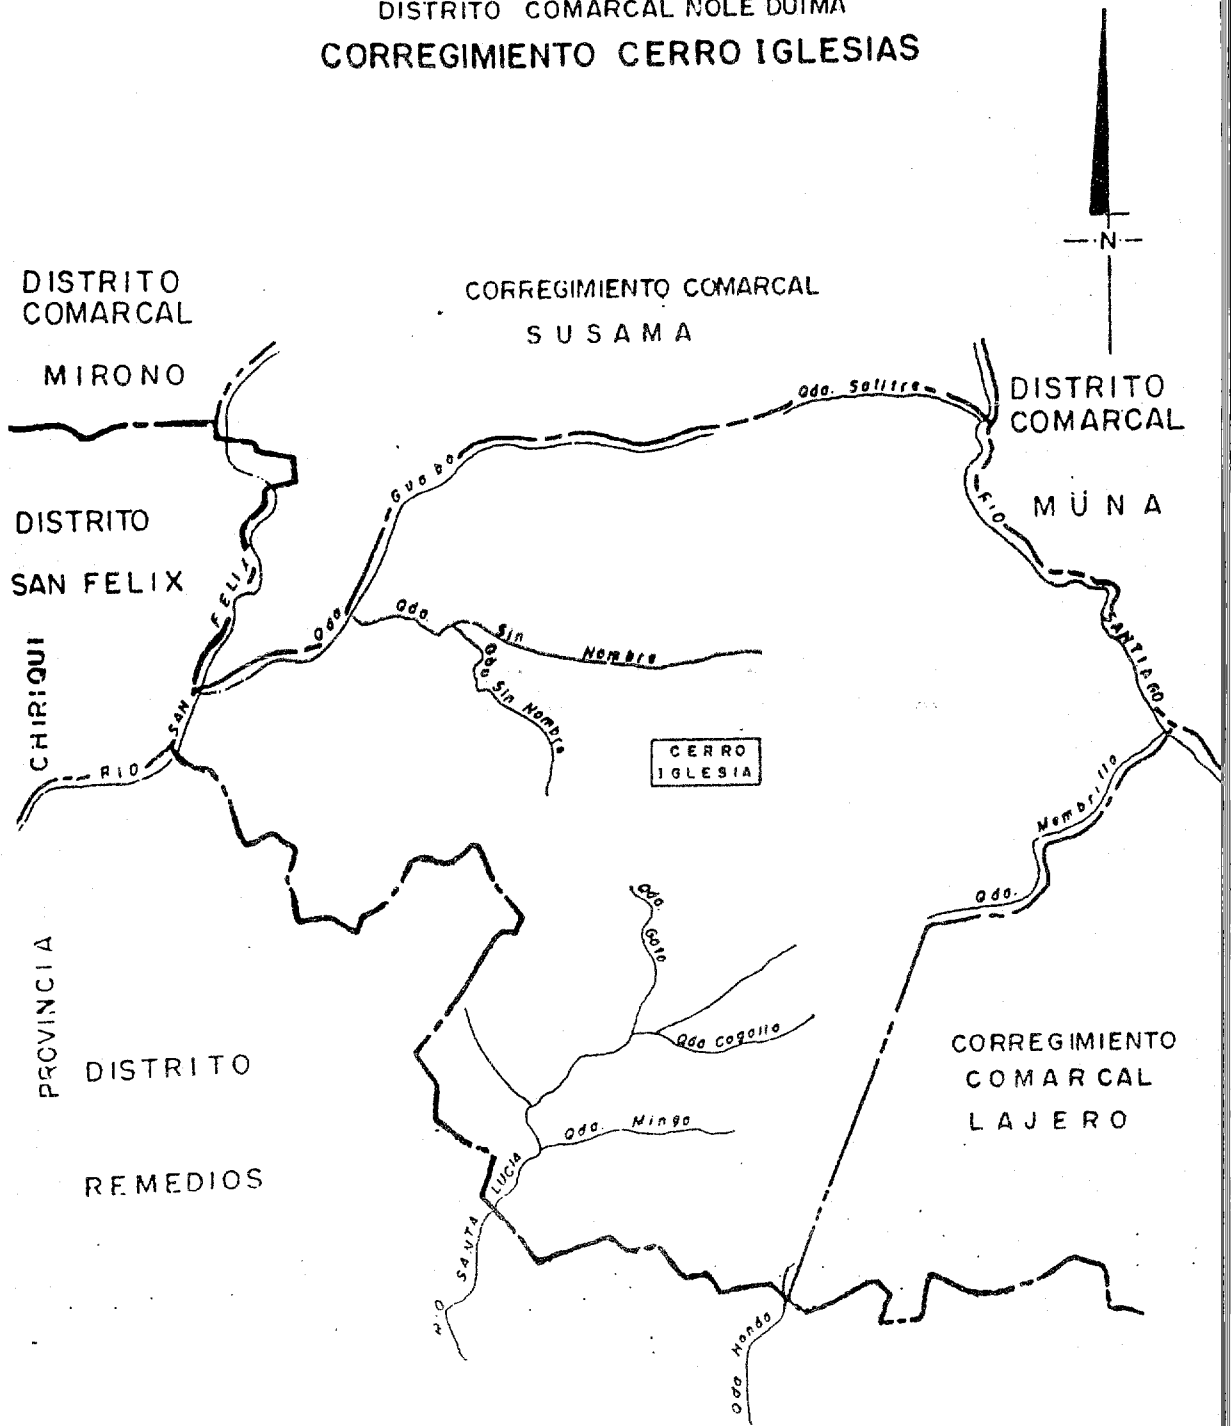 DISTRITO COMARCAL NOLE DUIMA
CORREGIMIENTO CERRO IGLESIAS
N
DISTRITO
COMARCAL
MIRONO
CORREGIMIENTO COMARCAL
SUSAMA
DISTRITO
COMARCAL
MÜNA
Qda. Salitre
Guabo
Qda
RIO
SANTIAGO
DISTRITO
SAN FELIX
RIO
SAN
FELIX
Qda.
Sin
Nombre
Qda
Sin Nombre
CHIRIQUI
CERRO
IGLESIA
Membrillo
Qda.
Qda.
Goto
Qda Cogollo
Qda. Mingo
PROVINCIA
DISTRITO
REMEDIOS
CORREGIMIENTO
COMARCAL
LAJERO
RIO
SANTA
LUCIA
Qda Honda